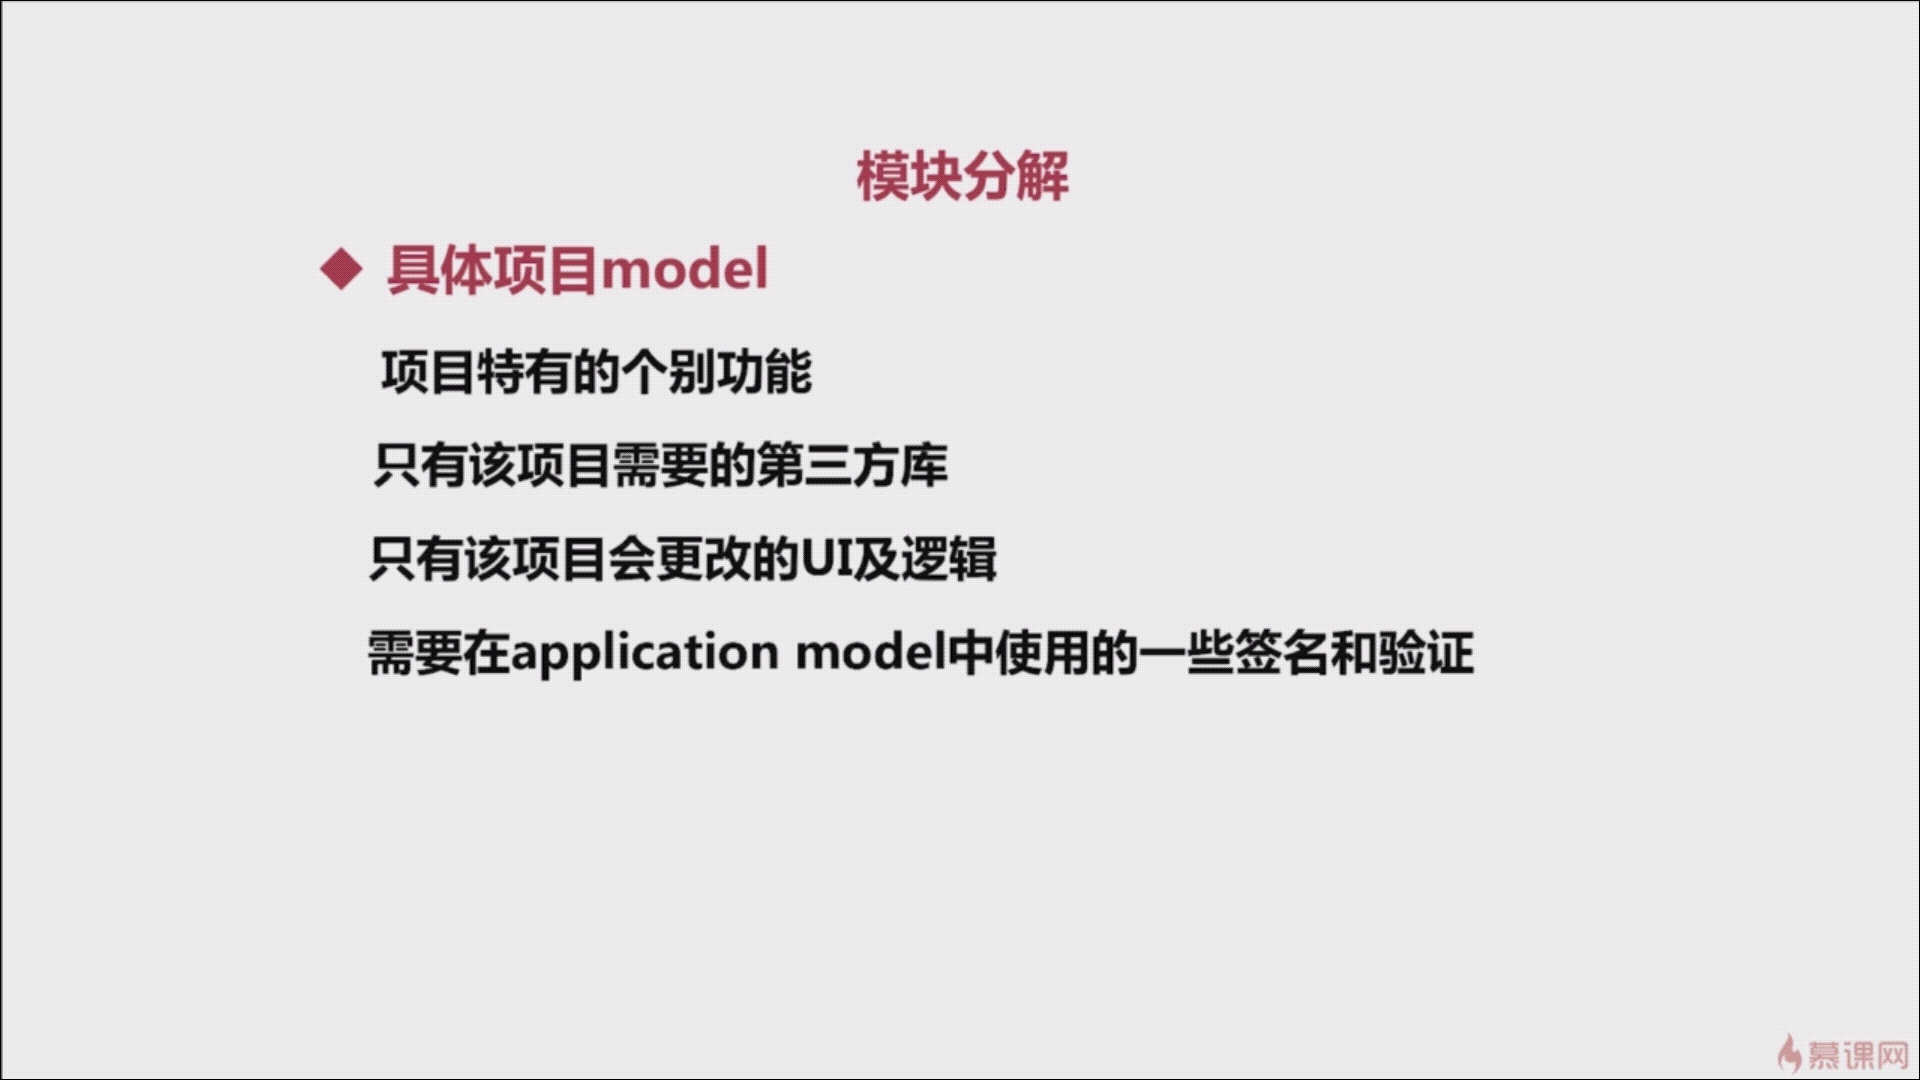 模块分解
具体项目model
项目特有的个别功能
只有该项目需要的第三方库
只有该项目会更改的UI及逻辑
需要在application model中使用的一些签名和验证
慕课网